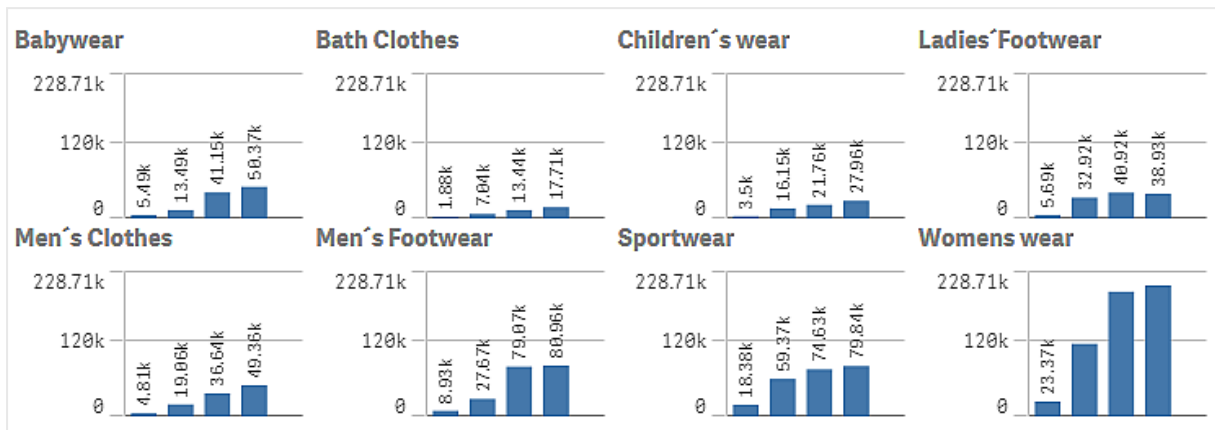 Babywear
228.71k
120k
0
5.49k
13.49k
41.15k
50.37k
Bath Clothes
228.71k
120k
0
1.88k
7.04k
13.44k
17.71k
Children´s wear
228.71k
120k
0
3.5k
16.15k
21.76k
27.96k
Ladies´Footwear
228.71k
120k
0
5.69k
32.92k
40.92k
38.93k
Men´s Clothes
228.71k
120k
0
4.81k
19.06k
36.64k
49.36k
Men´s Footwear
228.71k
120k
0
8.93k
27.67k
79.07k
80.96k
Sportwear
228.71k
120k
0
18.38k
59.37k
74.63k
79.84k
Womens wear
228.71k
120k
0
23.37k